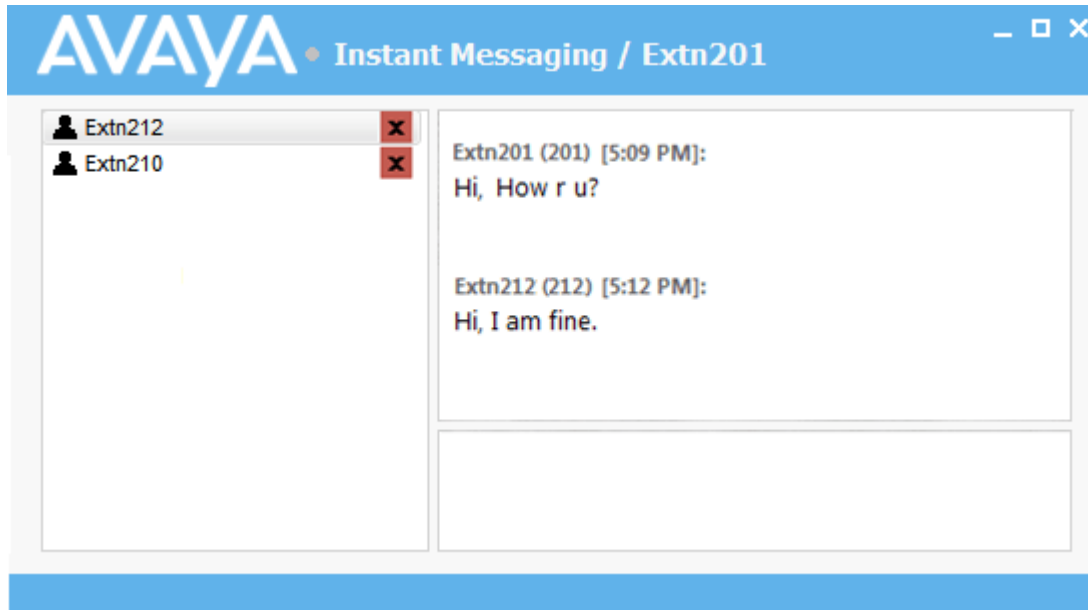 AVAYA • Instant Messaging / Extn201
Extn212
Extn210
Extn201 (201) [5:09 PM]:
Hi, How r u?
Extn212 (212) [5:12 PM]:
Hi, I am fine.